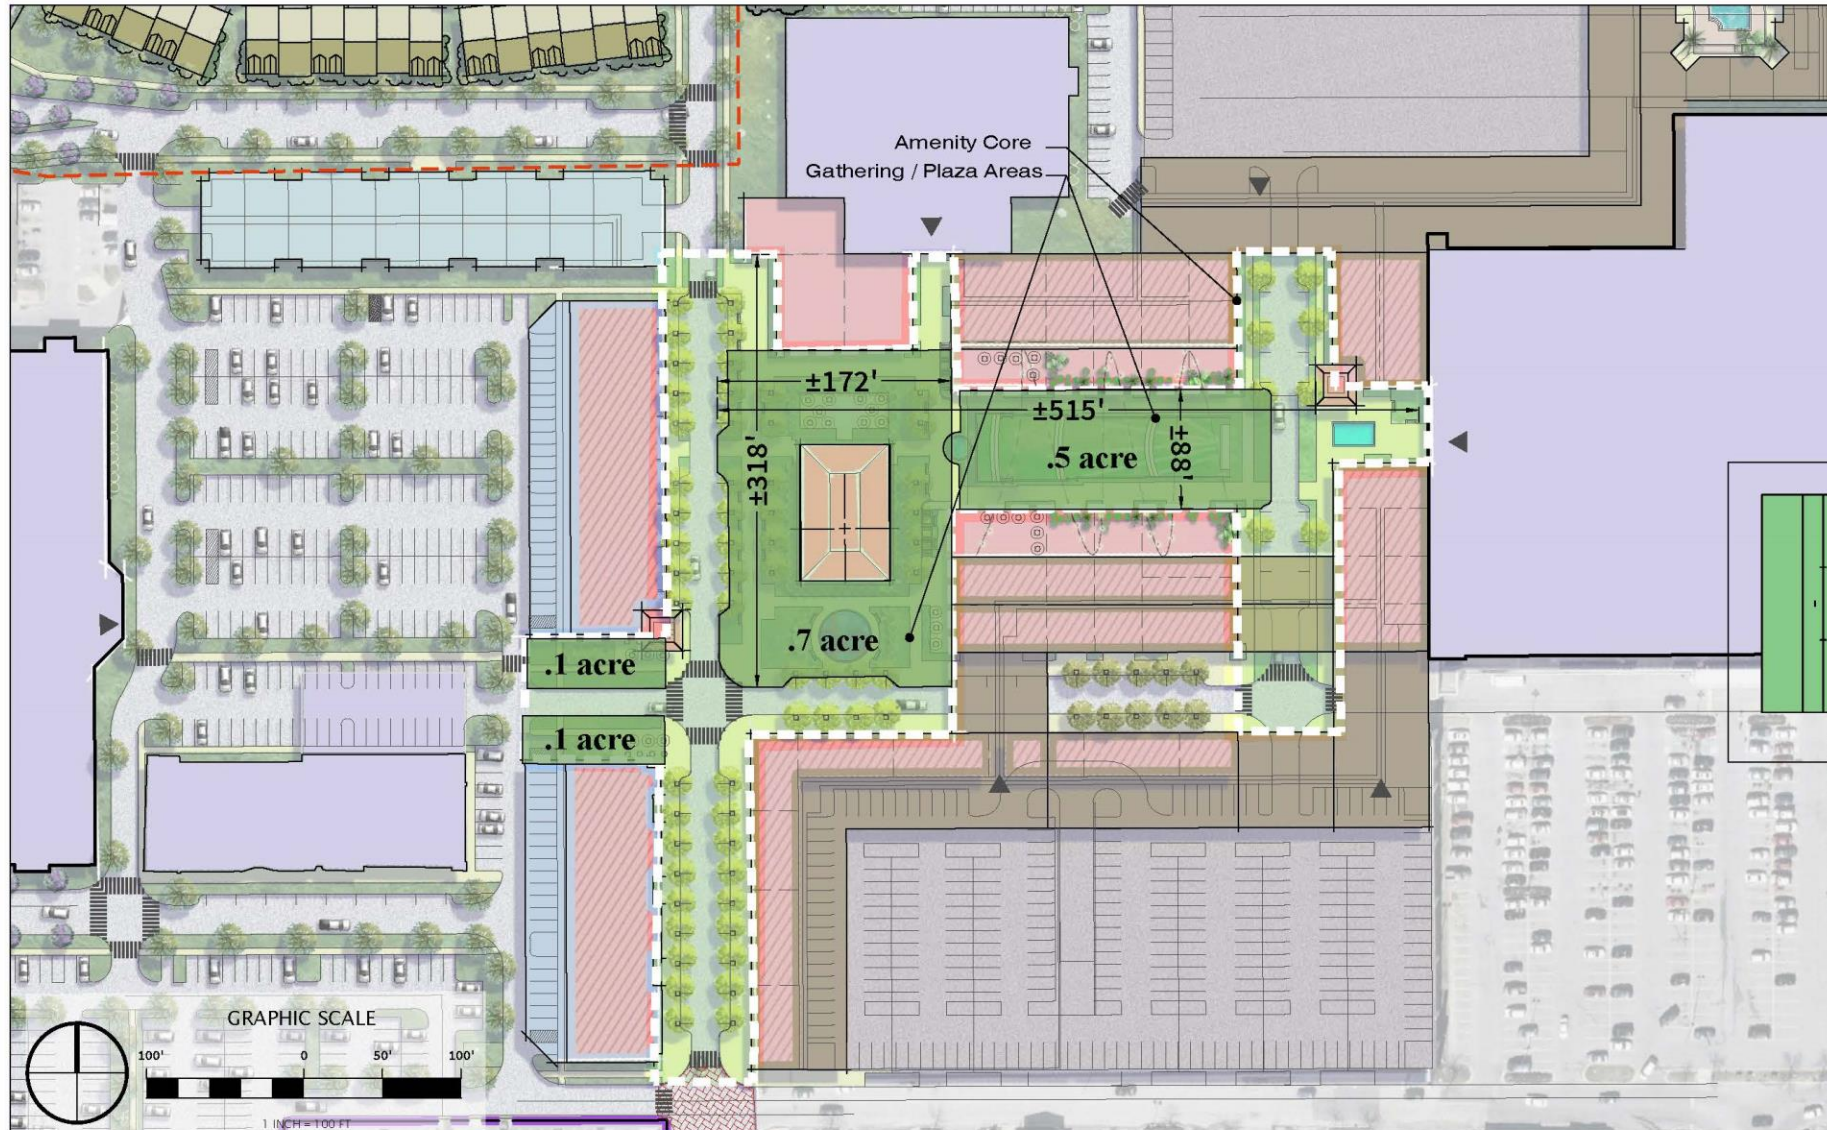 Amenity Core
Gathering / Plaza Areas
±172'
±515'
±318'
±88'
.5 acre
.7 acre
.1 acre
.1 acre
GRAPHIC SCALE
100' 0 50' 100'
1 INCH = 100 FT